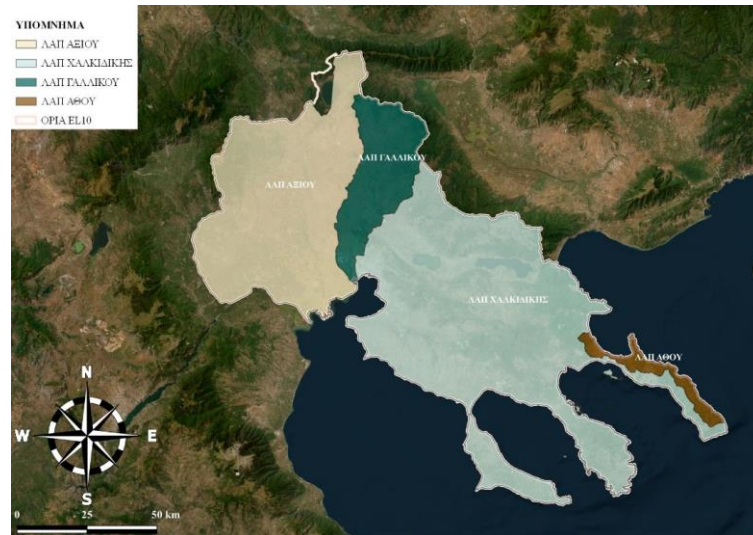 ΥΠΟΜΝΗΜΑ
ΛΑΠ ΑΞΙΟΥ
ΛΑΠ ΧΑΛΚΙΔΙΚΗΣ
ΛΑΠ ΓΑΛΛΙΚΟΥ
ΛΑΠ ΑΘΟΥ
ΟΡΙΑ EL10
ΛΑΠ ΓΑΛΛΙΚΟΥ
ΛΑΠ ΑΞΙΟΥ
ΛΑΠ ΧΑΛΚΙΔΙΚΗΣ
ΛΑΠ ΑΘΟΥ
N
W E
S
0 25 50 km